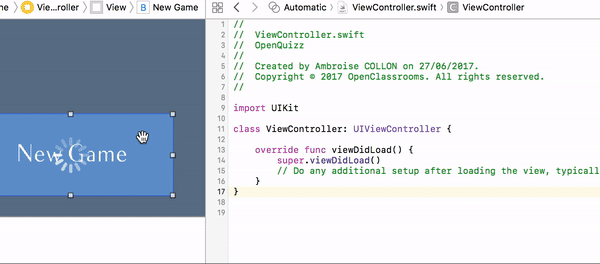 ne
Vie...roller
View
B New Game
Automatic
ViewController.swift
C ViewController
New Game
1 //
2 //  ViewController.swift
3 //  OpenQuizz
4 //
5 //  Created by Ambroise COLLON on 27/06/2017.
6 //  Copyright © 2017 OpenClassrooms. All rights reserved.
7 //
8
9 import UIKit
10
11 class ViewController: UIViewController {
12
13     override func viewDidLoad() {
14         super.viewDidLoad()
15         // Do any additional setup after loading the view, typicall
16     }
17 }
18
19